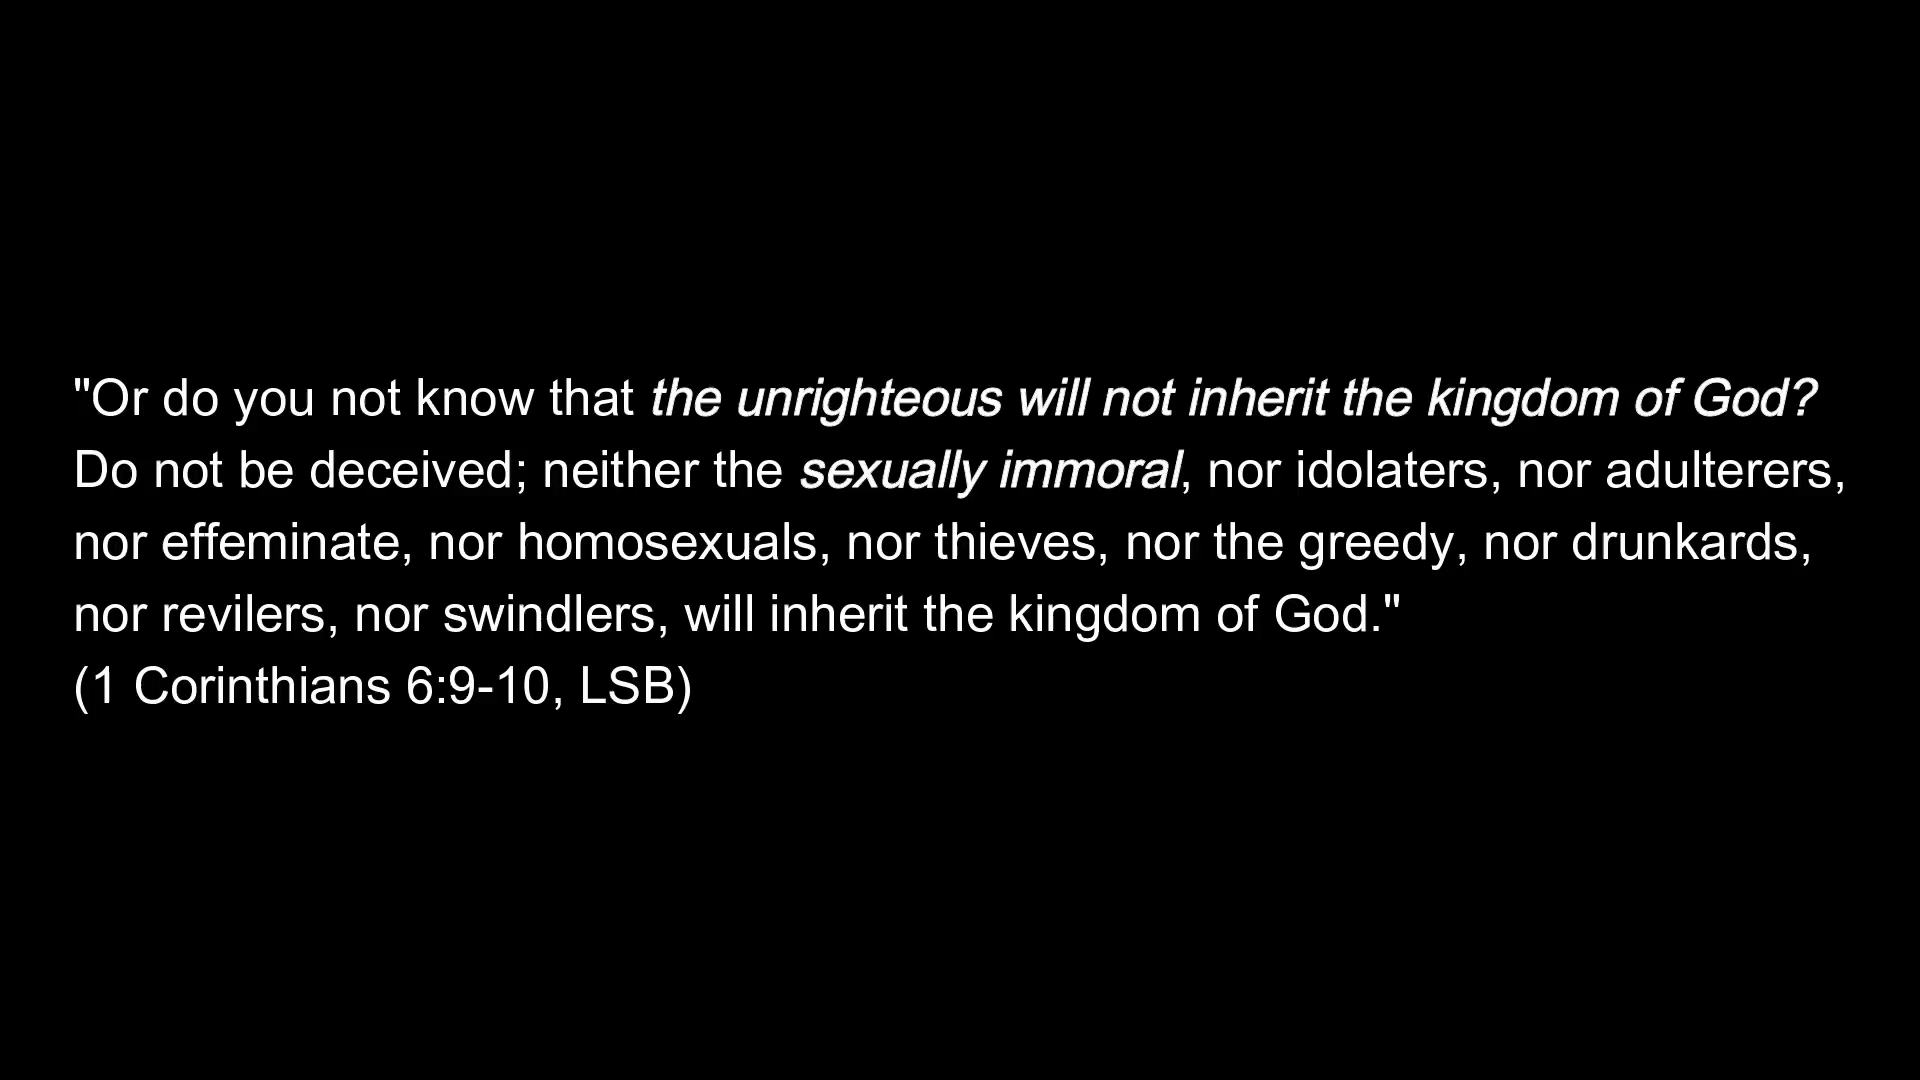 "Or do you not know that the unrighteous will not inherit the kingdom of God?
Do not be deceived; neither the sexually immoral, nor idolaters, nor adulterers,
nor effeminate, nor homosexuals, nor thieves, nor the greedy, nor drunkards,
nor revilers, nor swindlers, will inherit the kingdom of God."
(1 Corinthians 6:9-10, LSB)